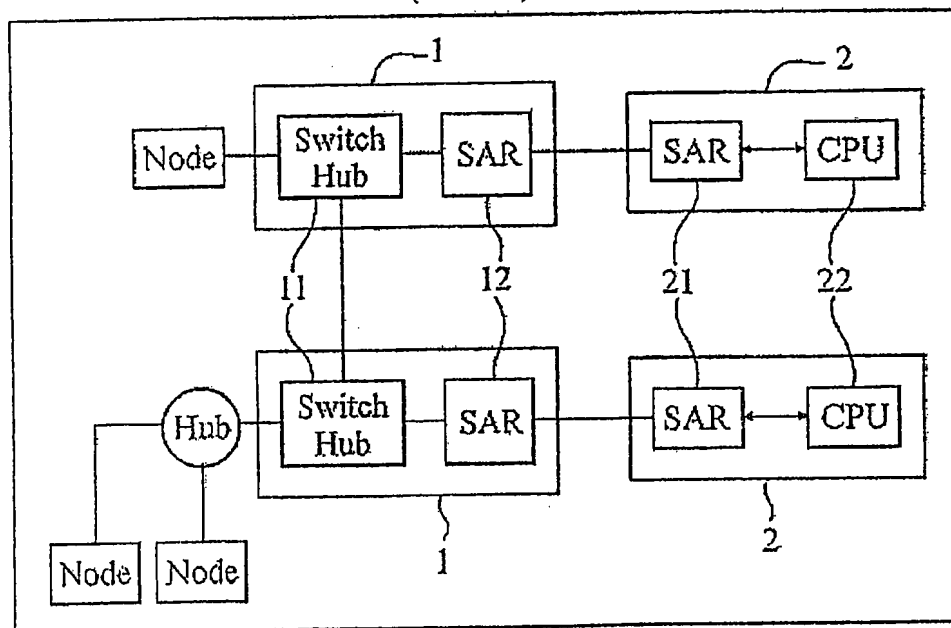 1
2
Node
Switch
Hub
SAR
SAR
CPU
11
12
21
22
Hub
Switch
Hub
SAR
SAR
CPU
1
2
Node
Node